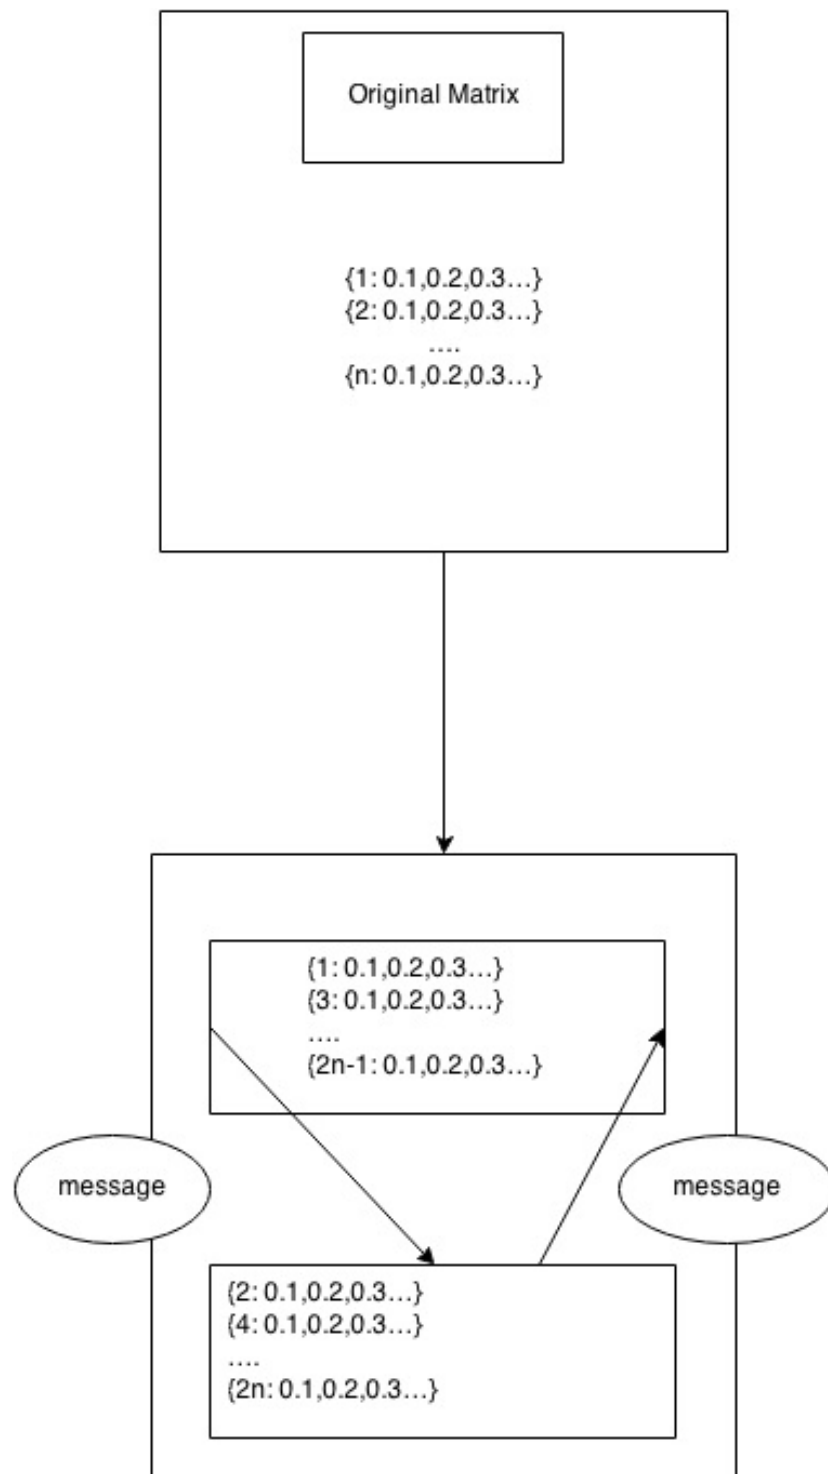 Original Matrix
{1: 0.1,0.2,0.3...}
{2: 0.1,0.2,0.3...}
....
{n: 0.1,0.2,0.3...}
{1: 0.1,0.2,0.3...}
{3: 0.1,0.2,0.3...}
....
{2n-1: 0.1,0.2,0.3...}
message
message
{2: 0.1,0.2,0.3...}
{4: 0.1,0.2,0.3...}
....
{2n: 0.1,0.2,0.3...}